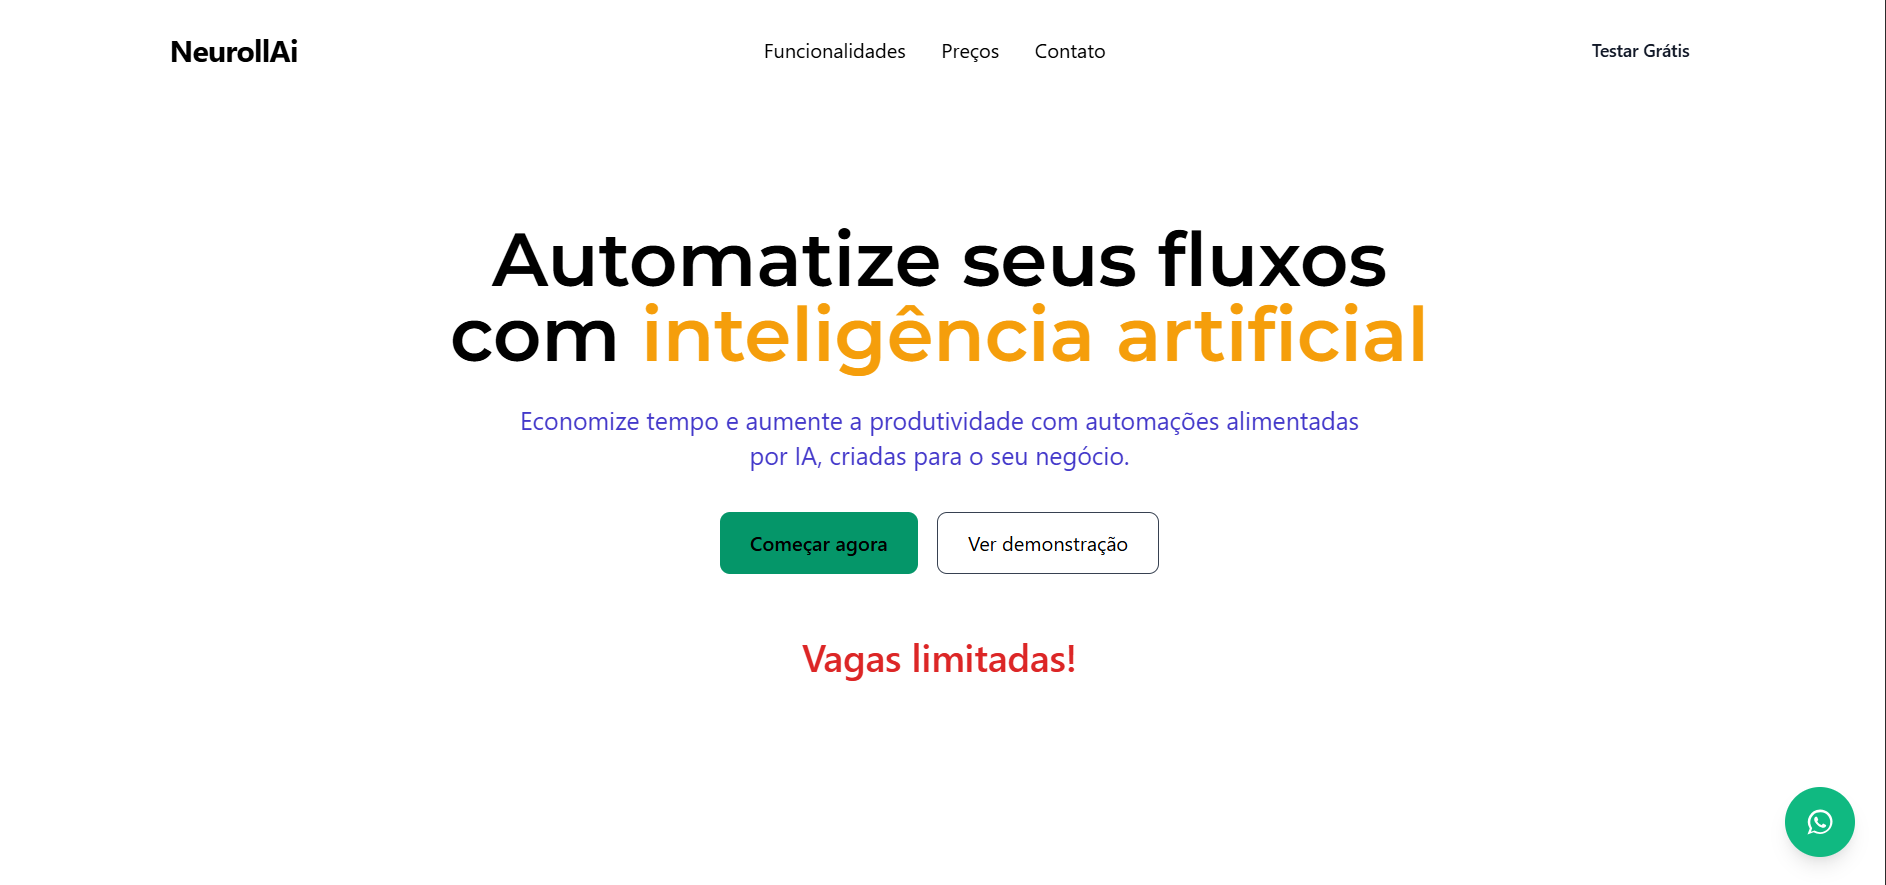 NeurollAi
Funcionalidades Preços Contato
Testar Grátis
Automatize seus fluxos
com inteligência artificial
Economize tempo e aumente a produtividade com automações alimentadas
por IA, criadas para o seu negócio.
Começar agora
Ver demonstração
Vagas limitadas!